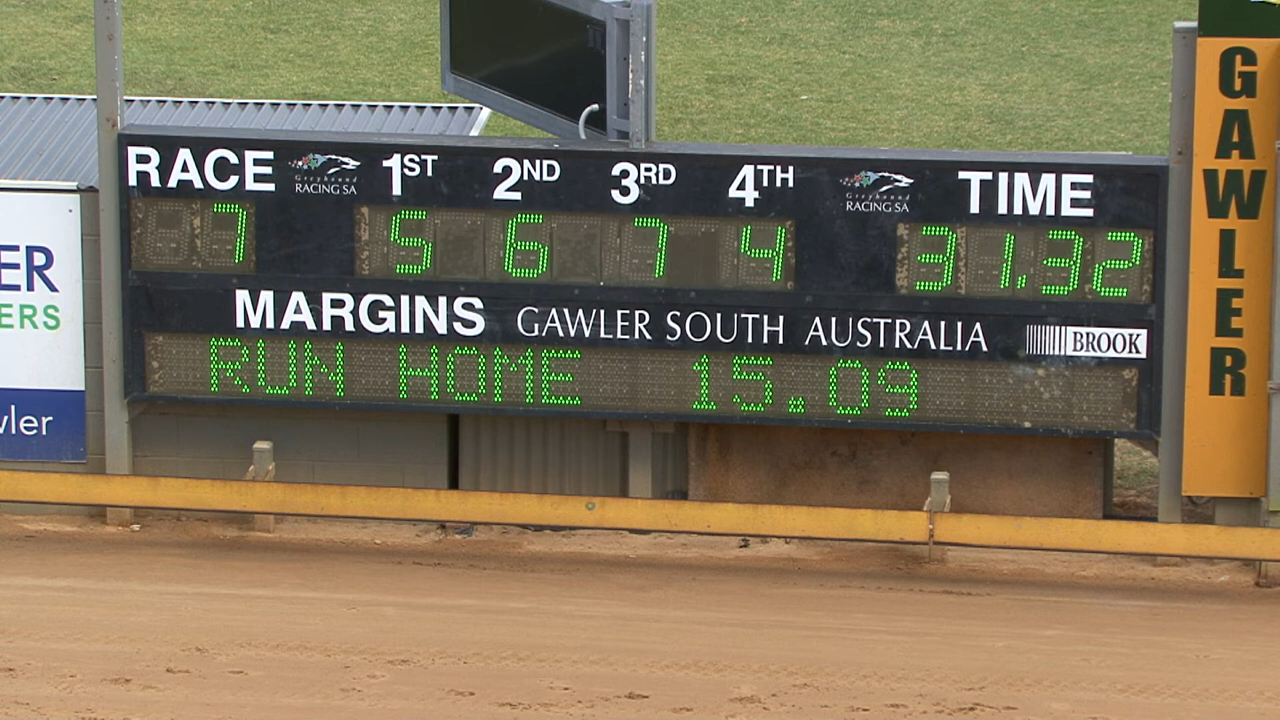 RACE 1ST 2ND 3RD 4TH TIME
Greyhound RACING SA
Greyhound RACING SA
7 5 6 7 4 31.32
MARGINS GAWLER SOUTH AUSTRALIA BROOK
RUN HOME 15.09
GAWLER
ER
ERS
wler